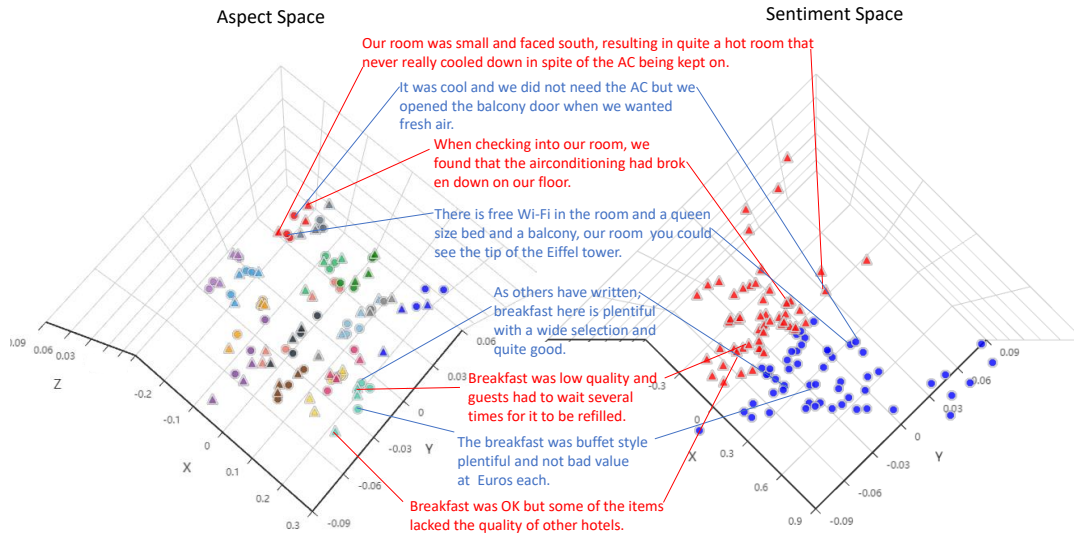 Aspect Space
Sentiment Space
Our room was small and faced south, resulting in quite a hot room that
never really cooled down in spite of the AC being kept on.
It was cool and we did not need the AC but we
opened the balcony door when we wanted
fresh air.
When checking into our room, we
found that the airconditioning had brok
en down on our floor.
There is free Wi-Fi in the room and a queen
size bed and a balcony, our room you could
see the tip of the Eiffel tower.
As others have written,
breakfast here is plentiful
with a wide selection and
quite good.
Breakfast was low quality and
guests had to wait several
times for it to be refilled.
The breakfast was buffet style
plentiful and not bad value
at Euros each.
Breakfast was OK but some of the items
lacked the quality of other hotels.
0.09
0.06
0.03
Z
-0.2
-0.1
0
X
0.1
0.2
0.3
-0.09
-0.06
-0.03
Y
0
0.03
0.06
-0.3
0
X
0.3
0.6
0.9
-0.09
-0.06
-0.03
0
Y
0.03
0.06
0.09